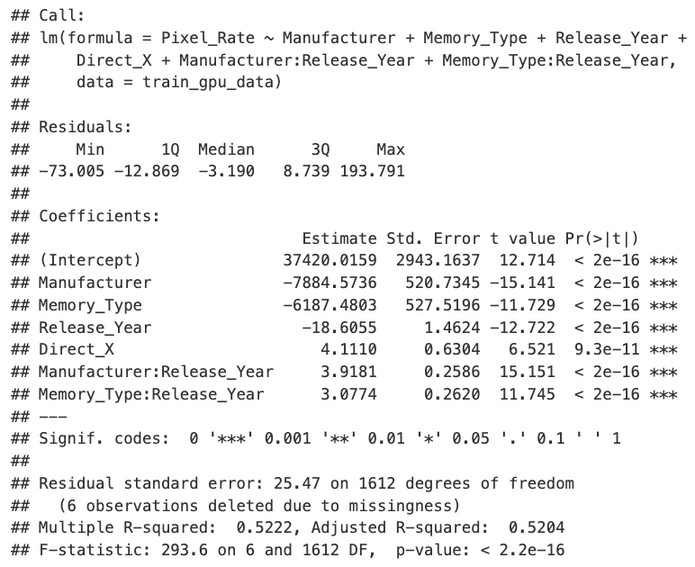 ## Call:
## lm(formula = Pixel_Rate ~ Manufacturer + Memory_Type + Release_Year +
##     Direct_X + Manufacturer:Release_Year + Memory_Type:Release_Year,
##     data = train_gpu_data)
##
## Residuals:
##     Min      1Q  Median      3Q     Max
## -73.005 -12.869  -3.190   8.739 193.791
##
## Coefficients:
##                             Estimate Std. Error t value Pr(>|t|)
## (Intercept)               37420.0159  2943.1637  12.714  < 2e-16 ***
## Manufacturer              -7884.5736   520.7345 -15.141  < 2e-16 ***
## Memory_Type               -6187.4803   527.5196 -11.729  < 2e-16 ***
## Release_Year                -18.6055     1.4624 -12.722  < 2e-16 ***
## Direct_X                      4.1110     0.6304   6.521  9.3e-11 ***
## Manufacturer:Release_Year     3.9181     0.2586  15.151  < 2e-16 ***
## Memory_Type:Release_Year      3.0774     0.2620  11.745  < 2e-16 ***
## ---
## Signif. codes:  0 '***' 0.001 '**' 0.01 '*' 0.05 '.' 0.1 ' ' 1
##
## Residual standard error: 25.47 on 1612 degrees of freedom
##   (6 observations deleted due to missingness)
## Multiple R-squared:  0.5222, Adjusted R-squared:  0.5204
## F-statistic: 293.6 on 6 and 1612 DF,  p-value: < 2.2e-16